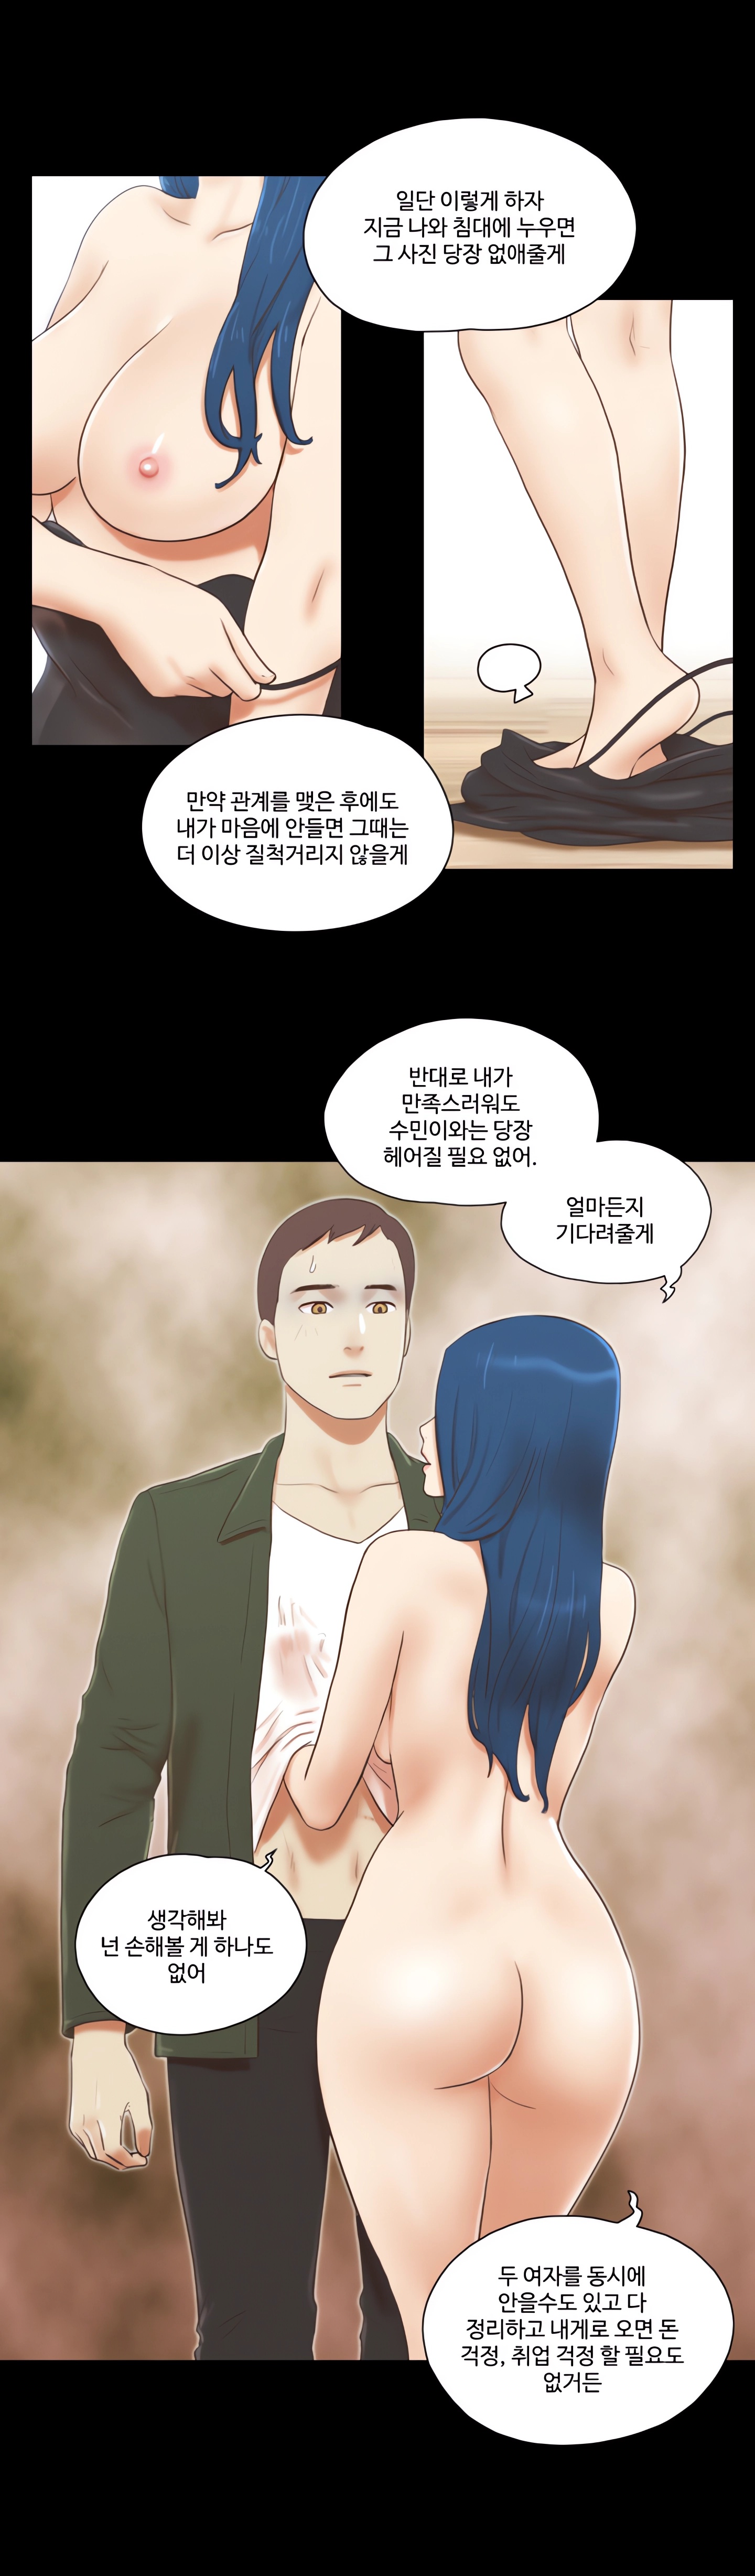 일단 이렇게 하자
지금 나와 침대에 누우면
그 사진 당장 없애줄게
만약 관계를 맺은 후에도
내가 마음에 안들면 그때는
더 이상 질척거리지 않을게
반대로 내가
만족스러워도
수민이와는 당장
헤어질 필요 없어.
얼마든지
기다려줄게
생각해봐
넌 손해볼 게 하나도
없어
두 여자를 동시에
안을수도 있고 다
정리하고 내게로 오면 돈
걱정, 취업 걱정 할 필요도
없거든